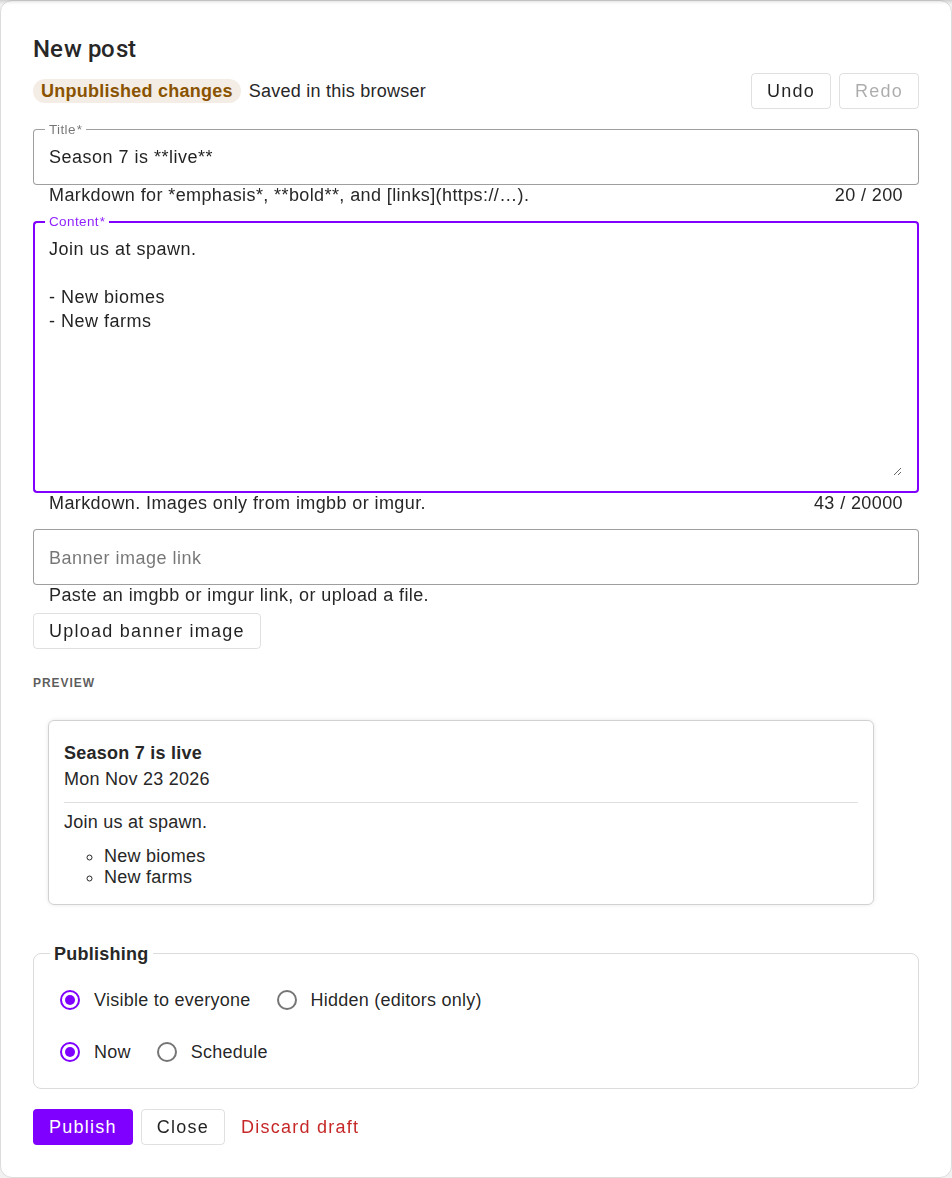 New post
Unpublished changes Saved in this browser Undo Redo
Title*
Season 7 is **live**
Markdown for *emphasis*, **bold**, and [links](https://…). 20 / 200
Content*
Join us at spawn.
- New biomes
- New farms
Markdown. Images only from imgbb or imgur. 43 / 20000
Banner image link
Paste an imgbb or imgur link, or upload a file.
Upload banner image
PREVIEW
Season 7 is live
Mon Nov 23 2026
Join us at spawn.
New biomes
New farms
Publishing
Visible to everyone Hidden (editors only)
Now Schedule
Publish Close Discard draft